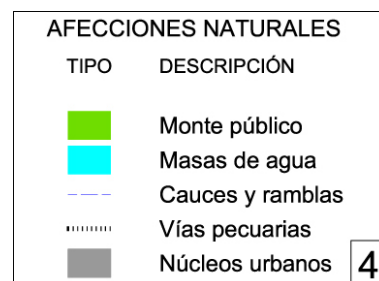 AFECCIONES NATURALES
TIPO DESCRIPCIÓN
Monte público
Masas de agua
Cauces y ramblas
Vías pecuarias
Núcleos urbanos
4